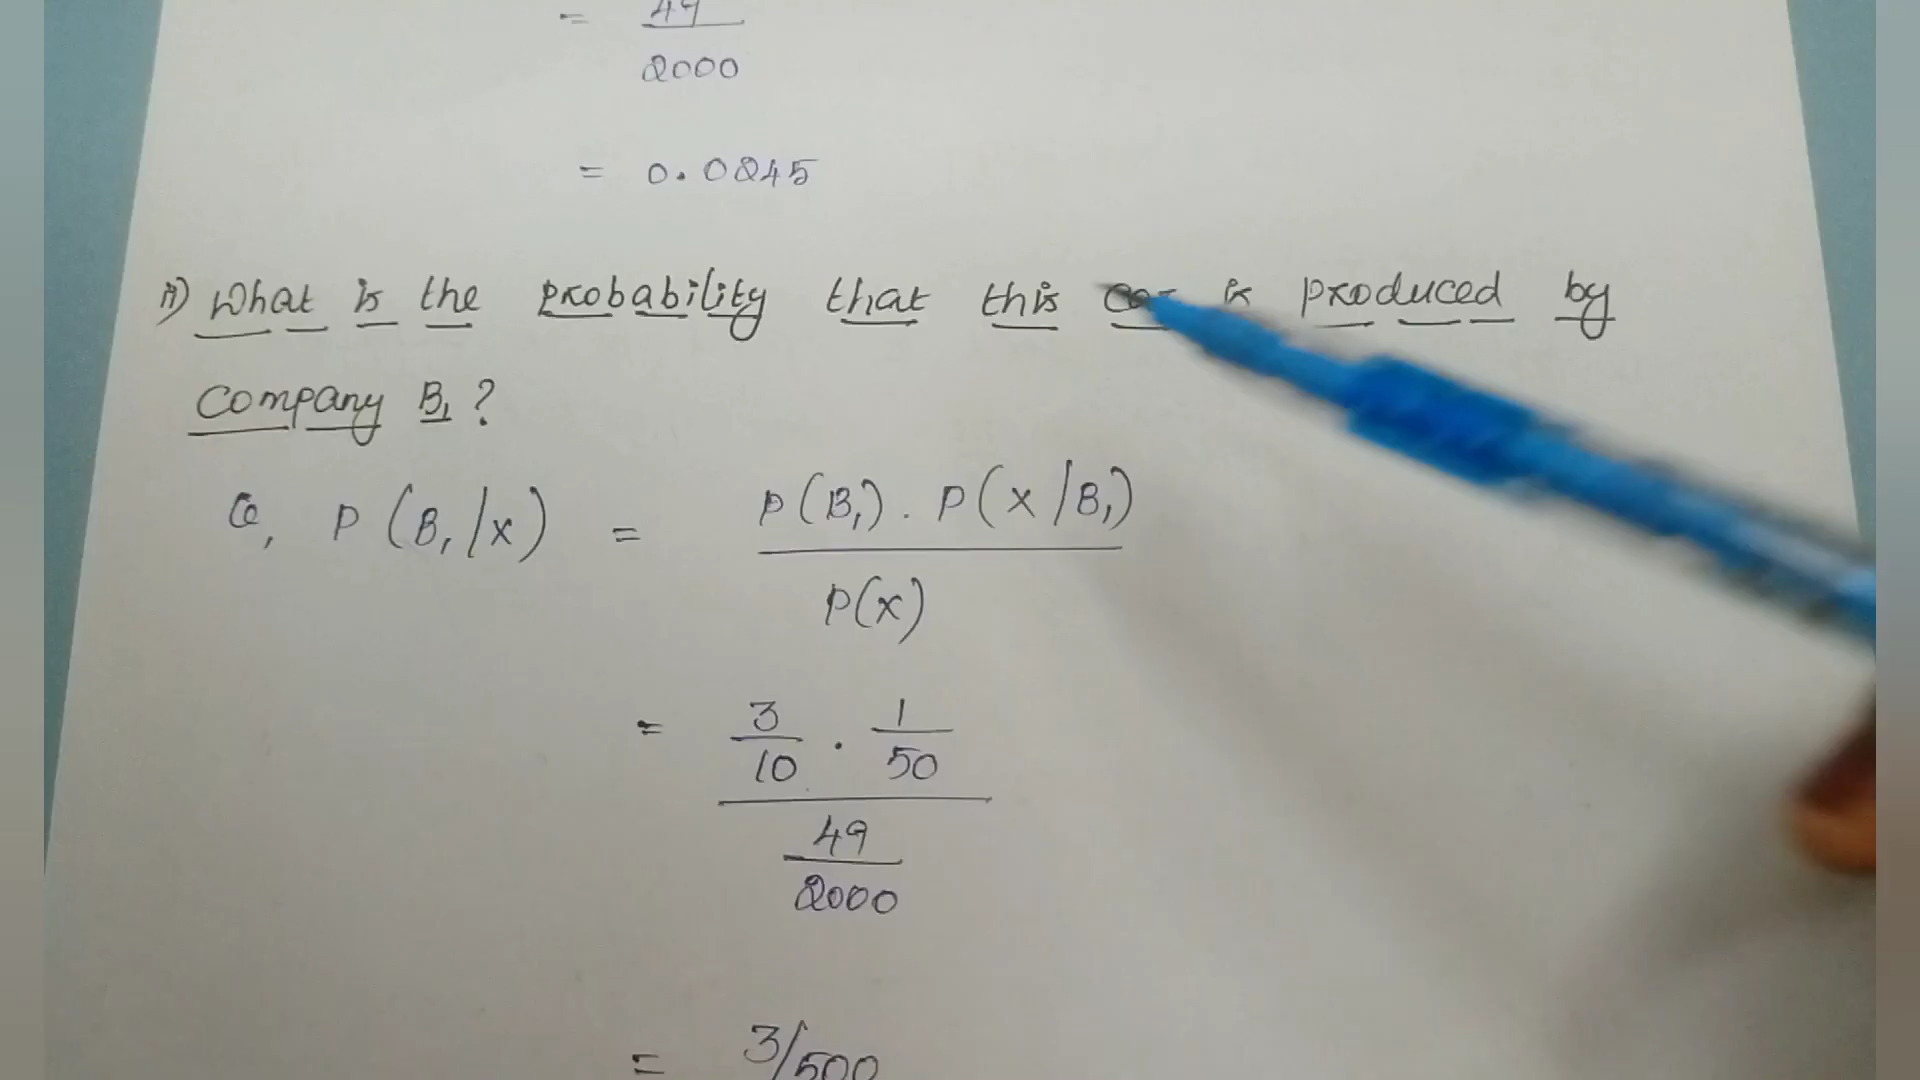 = 49
2000
= 0.0245
ii) What is the probability that this car is produced by
company B₁?
P(B₁/x) = P(B₁) . P(x/B₁)
P(x)
= 3/10 . 1/50
49
2000
= 3/500